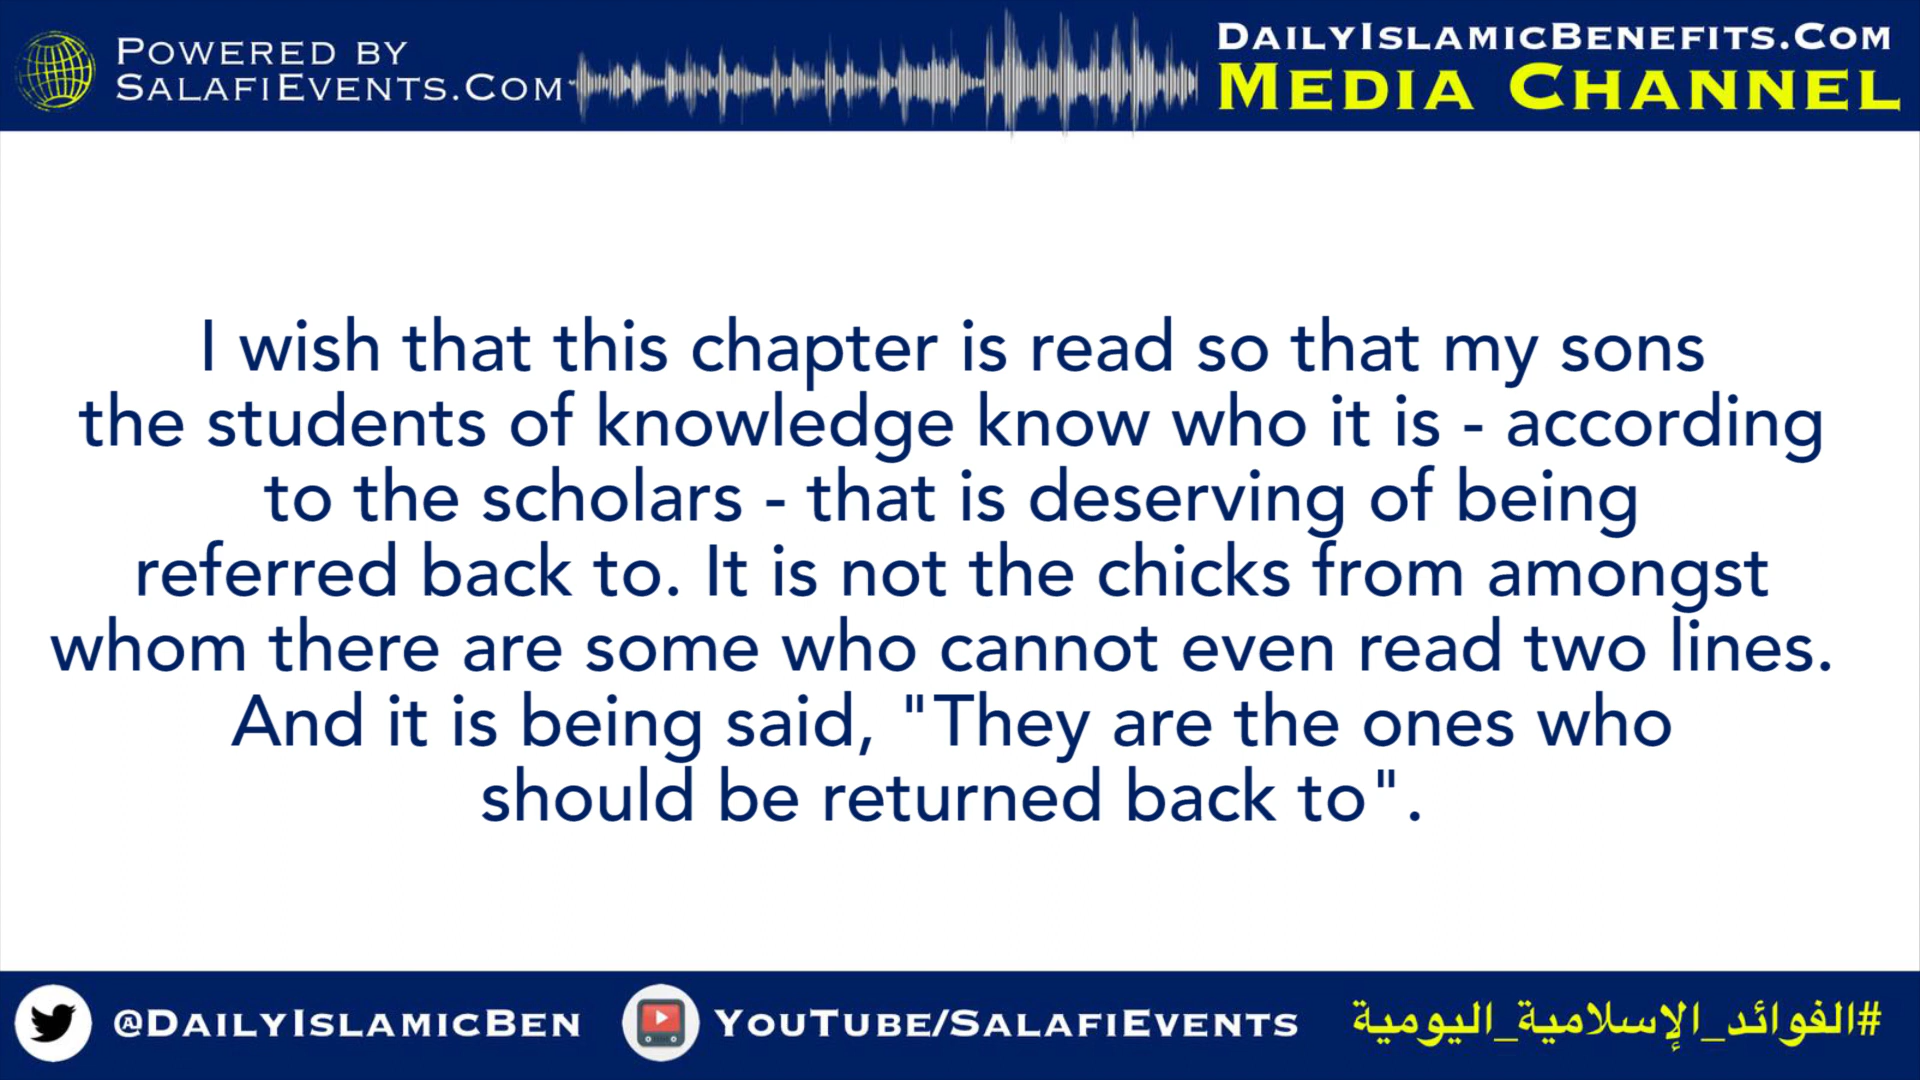 POWERED BY
SALAFIEVENTS.COM
DAILYISLAMICBENEFITS.COM
MEDIA CHANNEL
I wish that this chapter is read so that my sons
the students of knowledge know who it is - according
to the scholars - that is deserving of being
referred back to. It is not the chicks from amongst
whom there are some who cannot even read two lines.
And it is being said, "They are the ones who
should be returned back to".
@DAILYISLAMICBEN
YOUTUBE/SALAFIEVENTS
#الفوائد_الإسلامية_اليومية